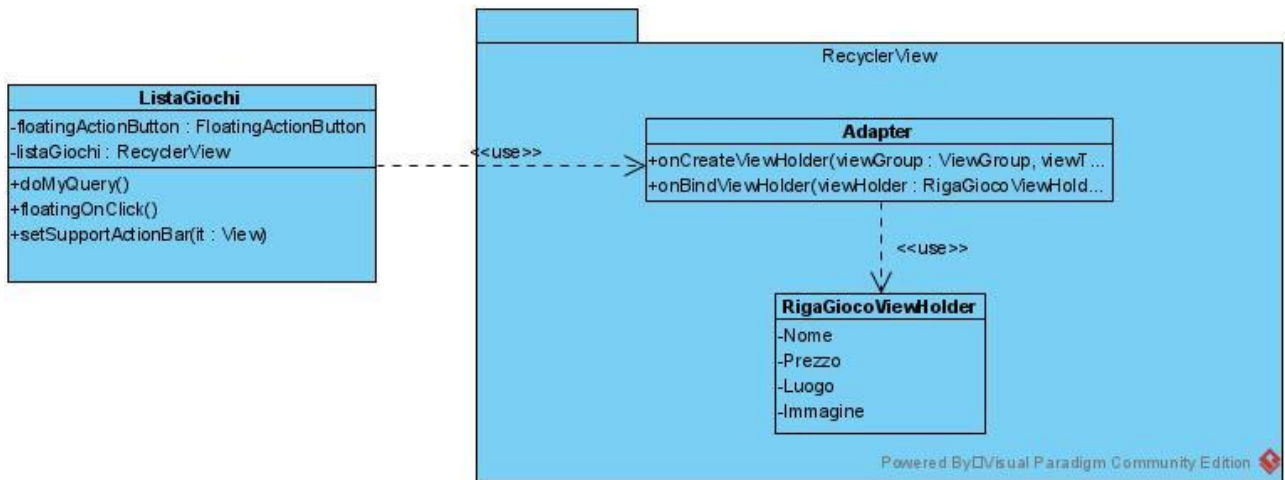 ListaGiochi
-floatingActionButton : FloatingActionButton
-listaGiochi : RecyclerView
+doMyQuery()
+floatingOnClick()
+setSupportActionBar(it : View)
<<use>>
RecyclerView
Adapter
+onCreateViewHolder(viewGroup : ViewGroup, viewT...
+onBindViewHolder(viewHolder : RigaGiocoViewHold...
<<use>>
RigaGiocoViewHolder
-Nome
-Prezzo
-Luogo
-Immagine
Powered By□Visual Paradigm Community Edition